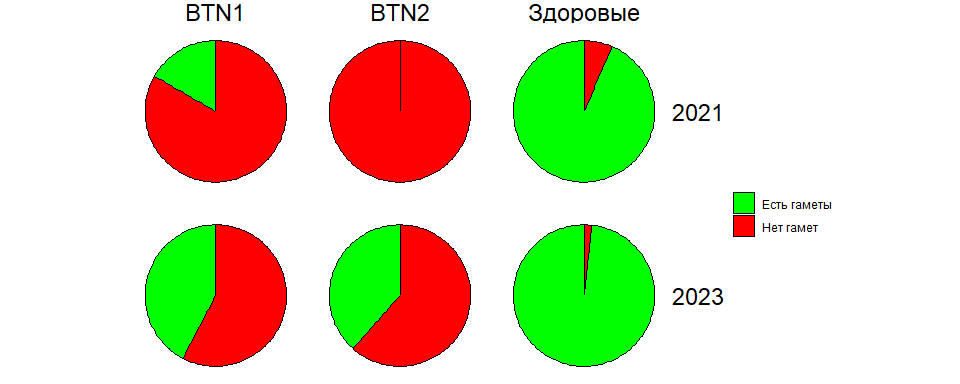 BTN1 BTN2 Здоровые
2021
Есть гаметы
Нет гамет
2023